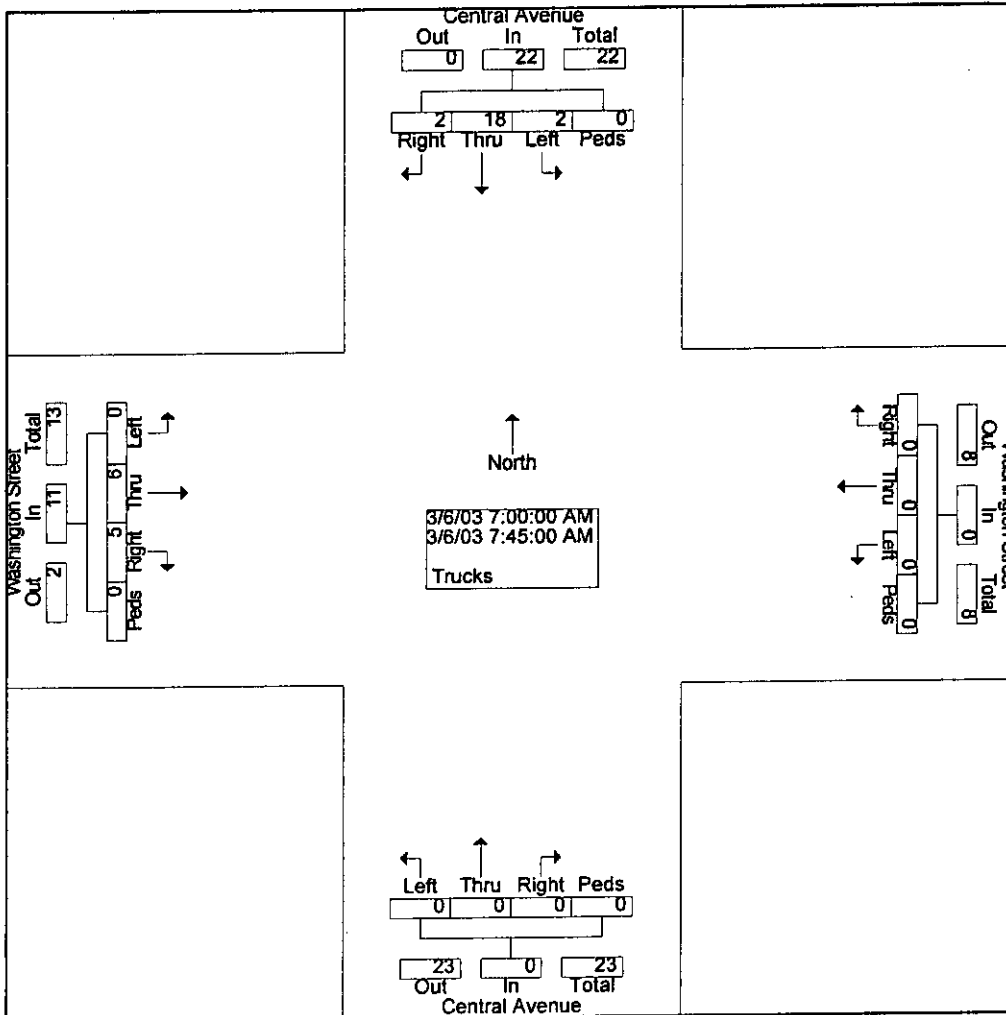 Central Avenue
Out In Total
0 22 22
2 18 2 0
Right Thru Left Peds
North
3/6/03 7:00:00 AM
3/6/03 7:45:00 AM
Trucks
Washington Street
Out In Total
2 11 13
0 6 5 0
Left Thru Right Peds
Out In Total
8 0 8
Right Thru Left Peds
0 0 0 0
Left Thru Right Peds
0 0 0 0
23 0 23
Out In Total
Central Avenue